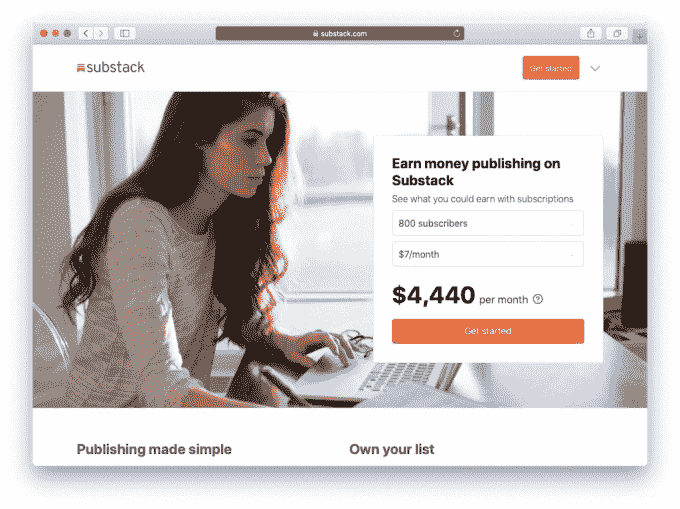 substack.com
substack
Get started
Earn money publishing on
Substack
See what you could earn with subscriptions
800 subscribers
$7/month
$4,440 per month
Get started
Publishing made simple
Own your list